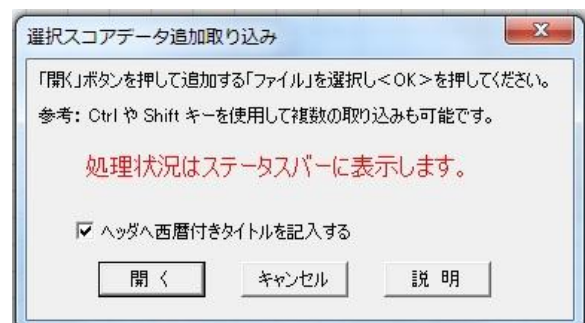 選択スコアデータ追加取り込み
「開く」ボタンを押して追加する「ファイル」を選択し<OK>を押してください。
参考: Ctrl や Shift キーを使用して複数の取り込みも可能です。
処理状況はステータスバーに表示します。
ヘッダへ西暦付きタイトルを記入する
開く キャンセル 説明